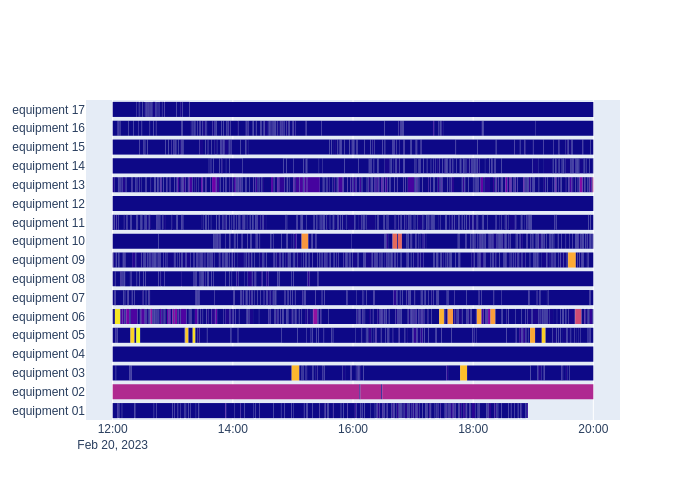 equipment 17
equipment 16
equipment 15
equipment 14
equipment 13
equipment 12
equipment 11
equipment 10
equipment 09
equipment 08
equipment 07
equipment 06
equipment 05
equipment 04
equipment 03
equipment 02
equipment 01
12:00 14:00 16:00 18:00 20:00
Feb 20, 2023